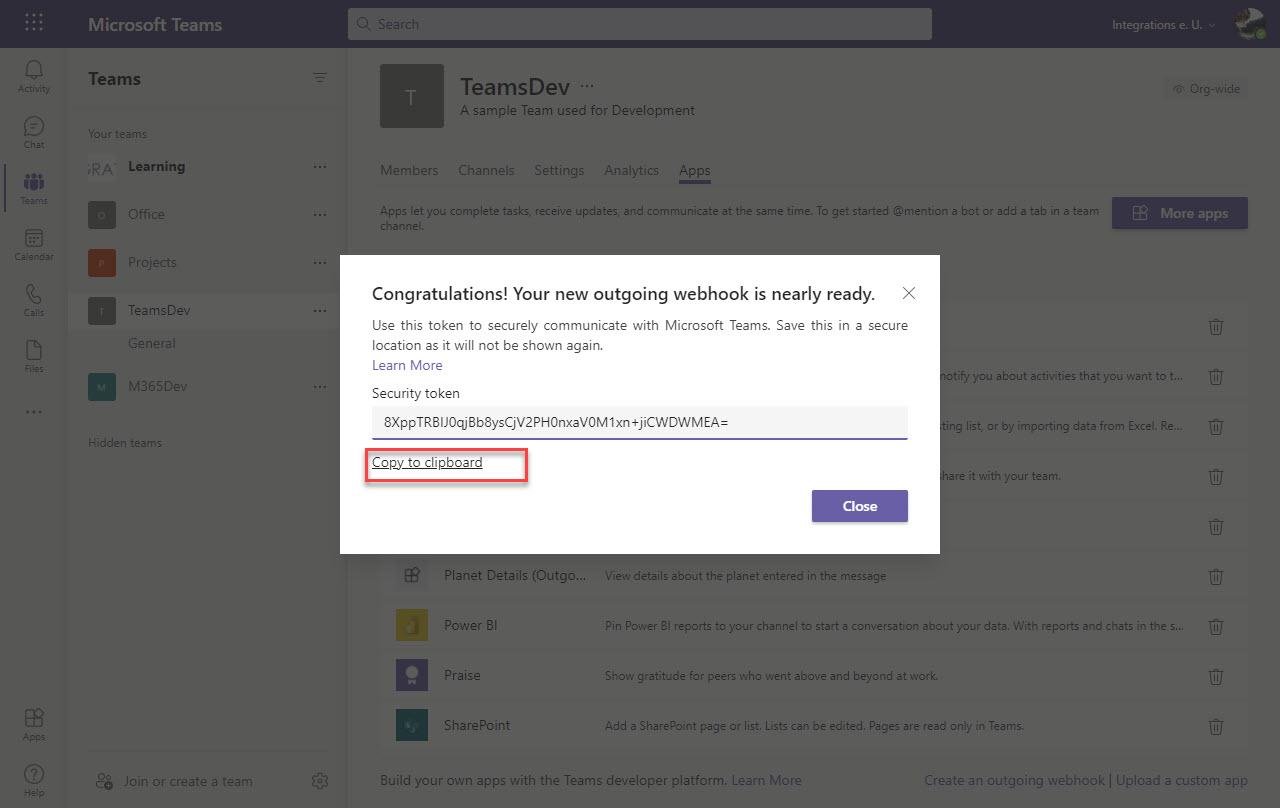 Microsoft Teams
Search
Integrations e. U.
Activity
Chat
Teams
Calendar
Calls
Files
Apps
Help
Teams
Your teams
Learning
O
Office
P
Projects
T
TeamsDev
General
M
M365Dev
Hidden teams
Join or create a team
T
TeamsDev
A sample Team used for Development
Org-wide
Members Channels Settings Analytics Apps
Apps let you complete tasks, receive updates, and communicate at the same time. To get started @mention a bot or add a tab in a team
channel.
More apps
Congratulations! Your new outgoing webhook is nearly ready.
Use this token to securely communicate with Microsoft Teams. Save this in a secure
location as it will not be shown again.
Learn More
Security token
8XppTRBIJ0qjBb8ysCjV2PH0nxaV0M1xn+jiCWDWMEA=
Copy to clipboard
Close
notify you about activities that you want to t...
sting list, or by importing data from Excel. Re...
share it with your team.
Planet Details (Outgo... View details about the planet entered in the message
Power BI Pin Power BI reports to your channel to start a conversation about your data. With reports and chats in the s...
Praise Show gratitude for peers who went above and beyond at work.
SharePoint Add a SharePoint page or list. Lists can be edited. Pages are read only in Teams.
Build your own apps with the Teams developer platform. Learn More
Create an outgoing webhook | Upload a custom app